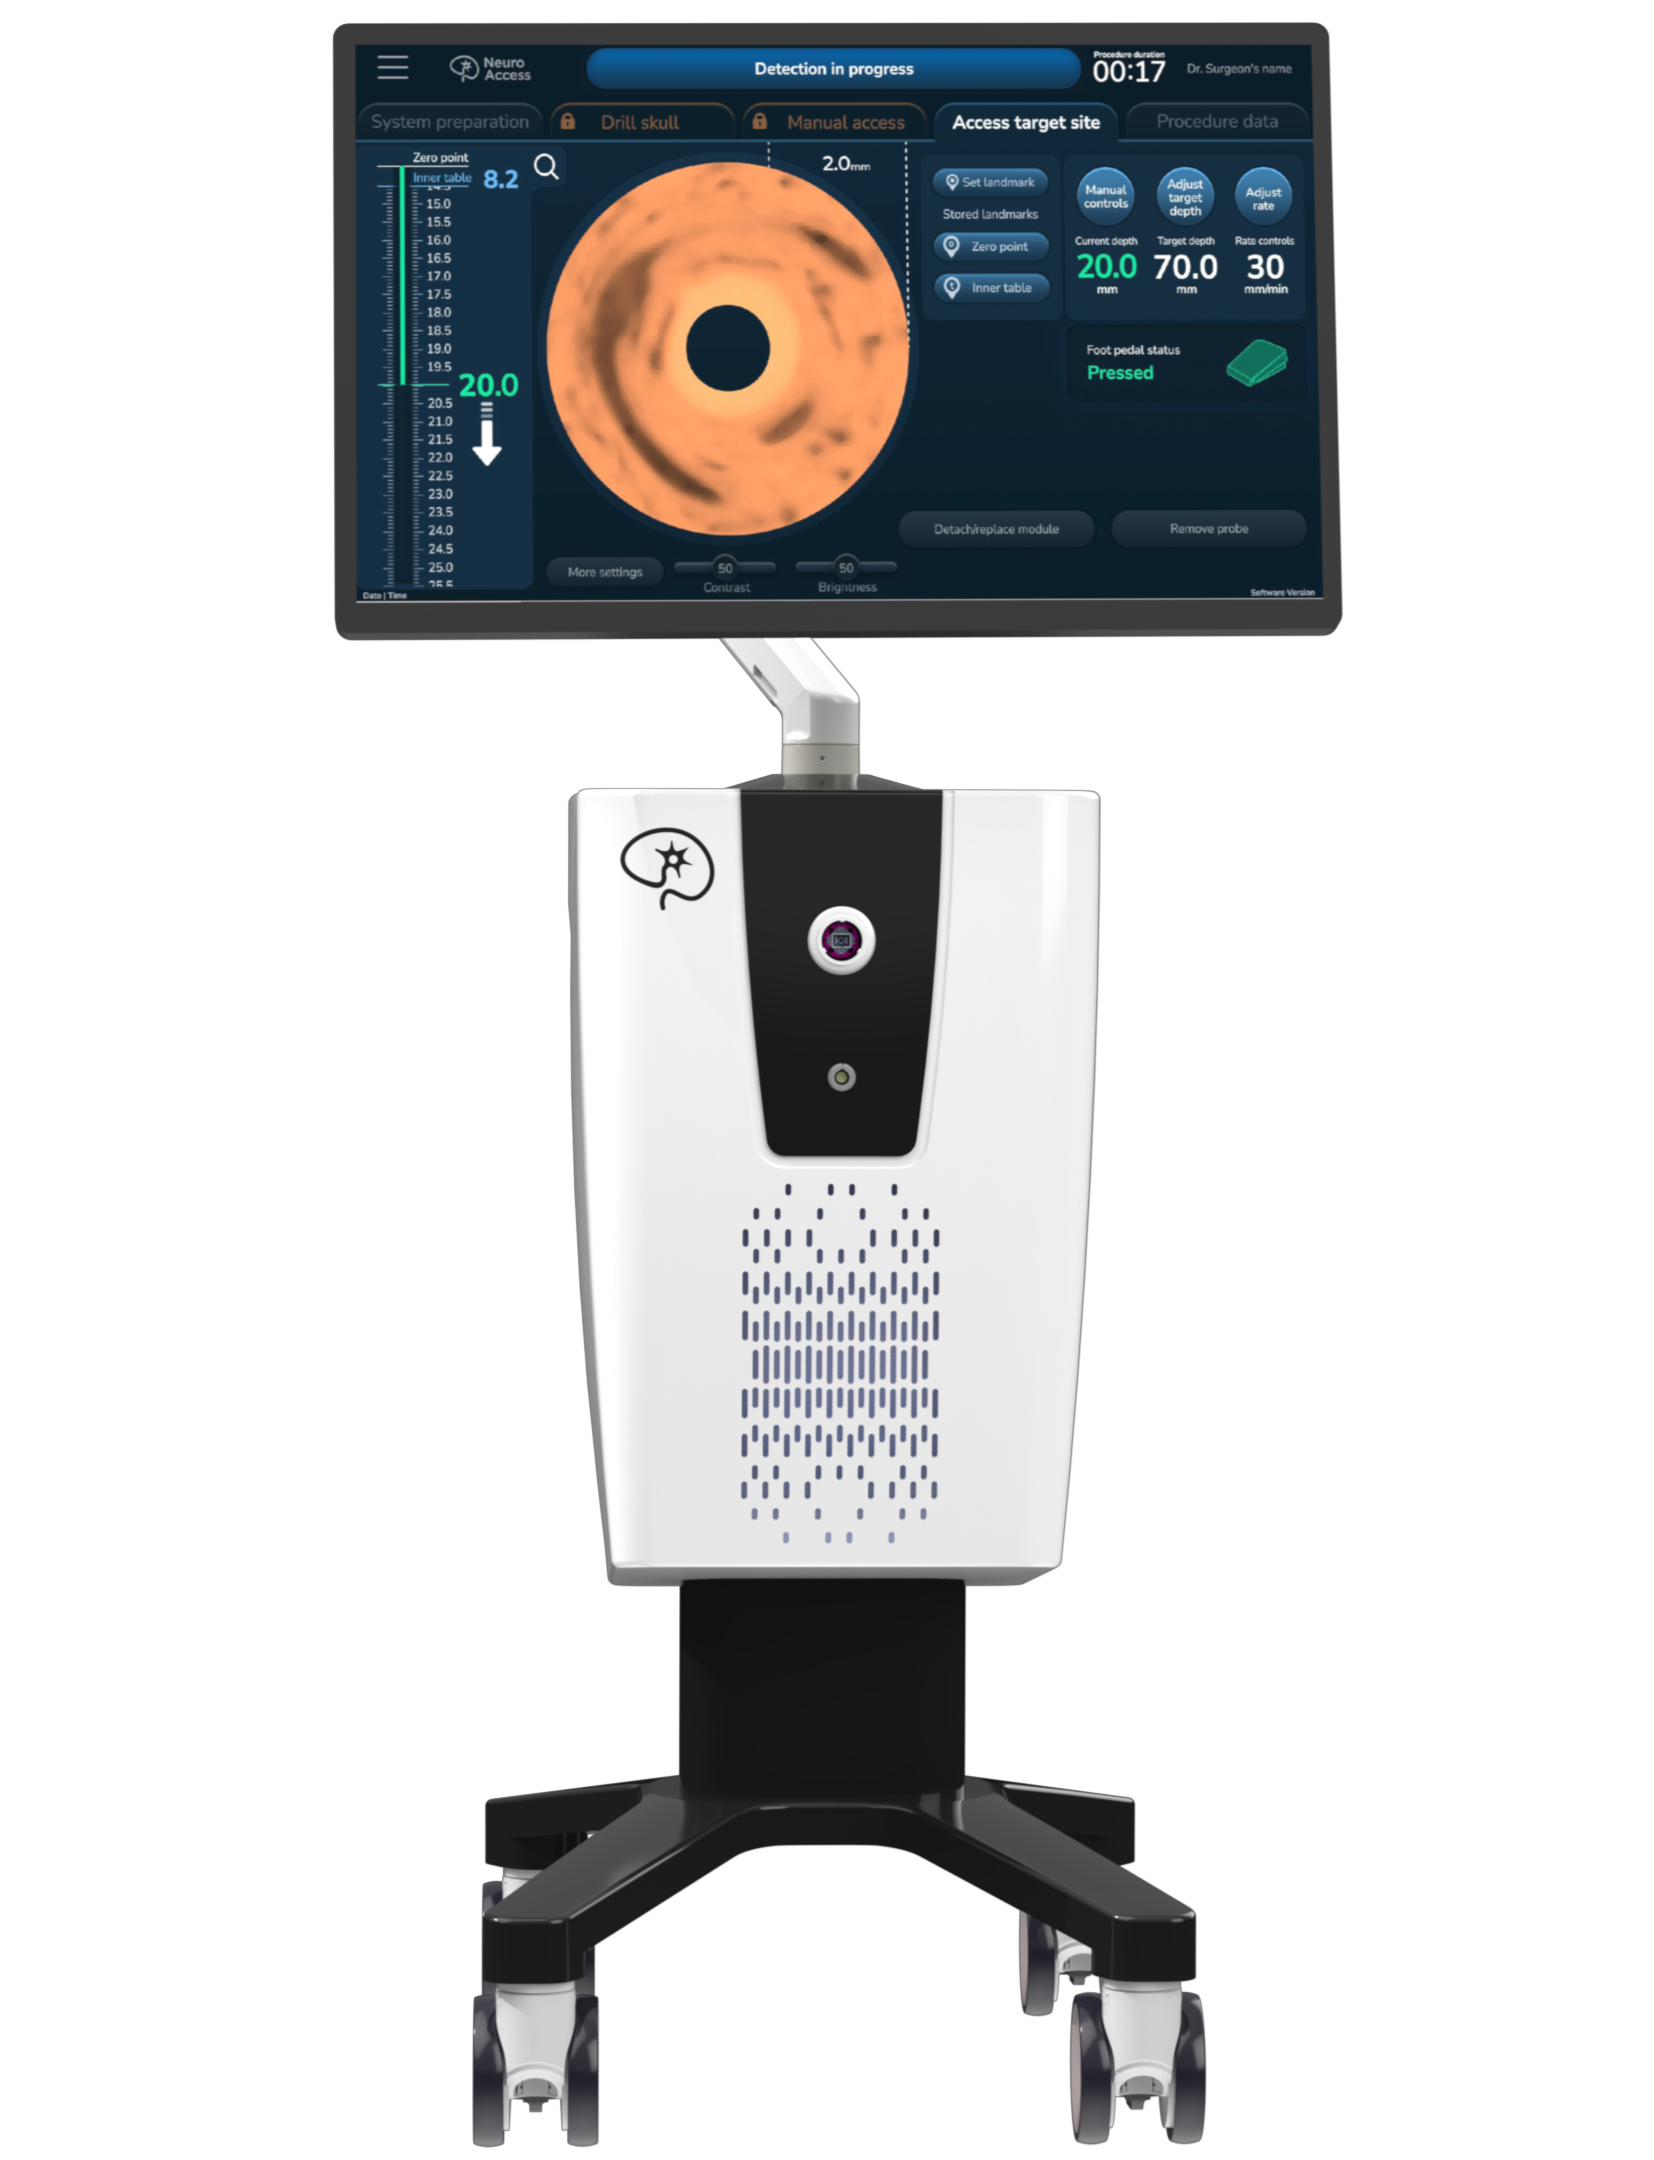 Neuro
Access
Detection in progress
Procedure duration
00:17
Dr. Surgeon's name
System preparation
Drill skull
Manual access
Access target site
Procedure data
Zero point
Inner table
8.2
14.5
15.0
15.5
16.0
16.5
17.0
17.5
18.0
18.5
19.0
19.5
20.0
20.5
21.0
21.5
22.0
22.5
23.0
23.5
24.0
24.5
25.0
25.5
2.0mm
Set landmark
Stored landmarks
Zero point
Inner table
Manual
controls
Adjust
target
depth
Adjust
rate
Current depth
20.0
mm
Target depth
70.0
mm
Rate controls
30
mm/min
Foot pedal status
Pressed
Detach/replace module
Remove probe
More settings
50
Contrast
50
Brightness
Date | Time
Software Version